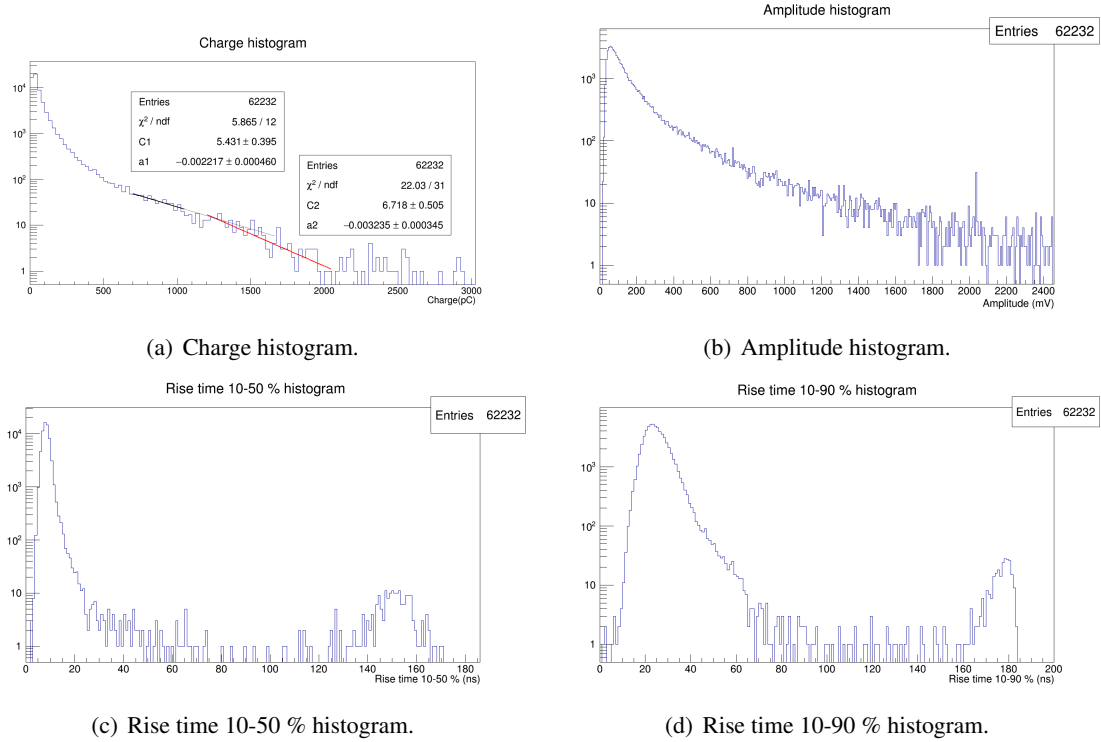 Charge histogram
10⁴
10³
10²
10
1
0 500 1000 1500 2000 2500 3000
Charge(pC)
Entries 62232
χ² / ndf 5.865 / 12
C1 5.431 ± 0.395
a1 −0.002217 ± 0.000460
Entries 62232
χ² / ndf 22.03 / 31
C2 6.718 ± 0.505
a2 −0.003235 ± 0.000345
(a) Charge histogram.
Amplitude histogram
Entries 62232
10³
10²
10
1
0 200 400 600 800 1000 1200 1400 1600 1800 2000 2200 2400
Amplitude (mV)
(b) Amplitude histogram.
Rise time 10-50 % histogram
Entries 62232
10⁴
10³
10²
10
1
0 20 40 60 80 100 120 140 160 180
Rise time 10-50 % (ns)
(c) Rise time 10-50 % histogram.
Rise time 10-90 % histogram
Entries 62232
10³
10²
10
1
0 20 40 60 80 100 120 140 160 180 200
Rise time 10-90 % (ns)
(d) Rise time 10-90 % histogram.